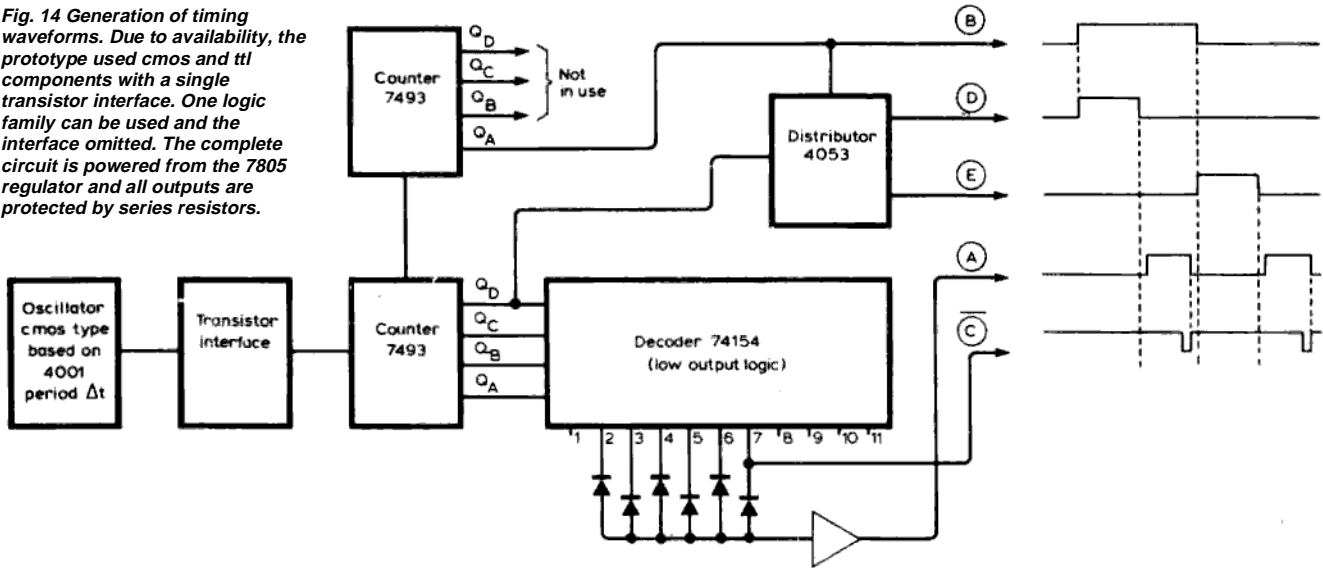 Fig. 14 Generation of timing
waveforms. Due to availability, the
prototype used cmos and ttl
components with a single
transistor interface. One logic
family can be used and the
interface omitted. The complete
circuit is powered from the 7805
regulator and all outputs are
protected by series resistors.
Counter
7493
QD
QC
QB
QA
Not
in use
Distributor
4053
B
D
E
A
C̅
Oscillator
cmos type
based on
4001
period Δt
Transistor
interface
Counter
7493
QD
QC
QB
QA
Decoder 74154
(low output logic)
1 2 3 4 5 6 7 8 9 10 11